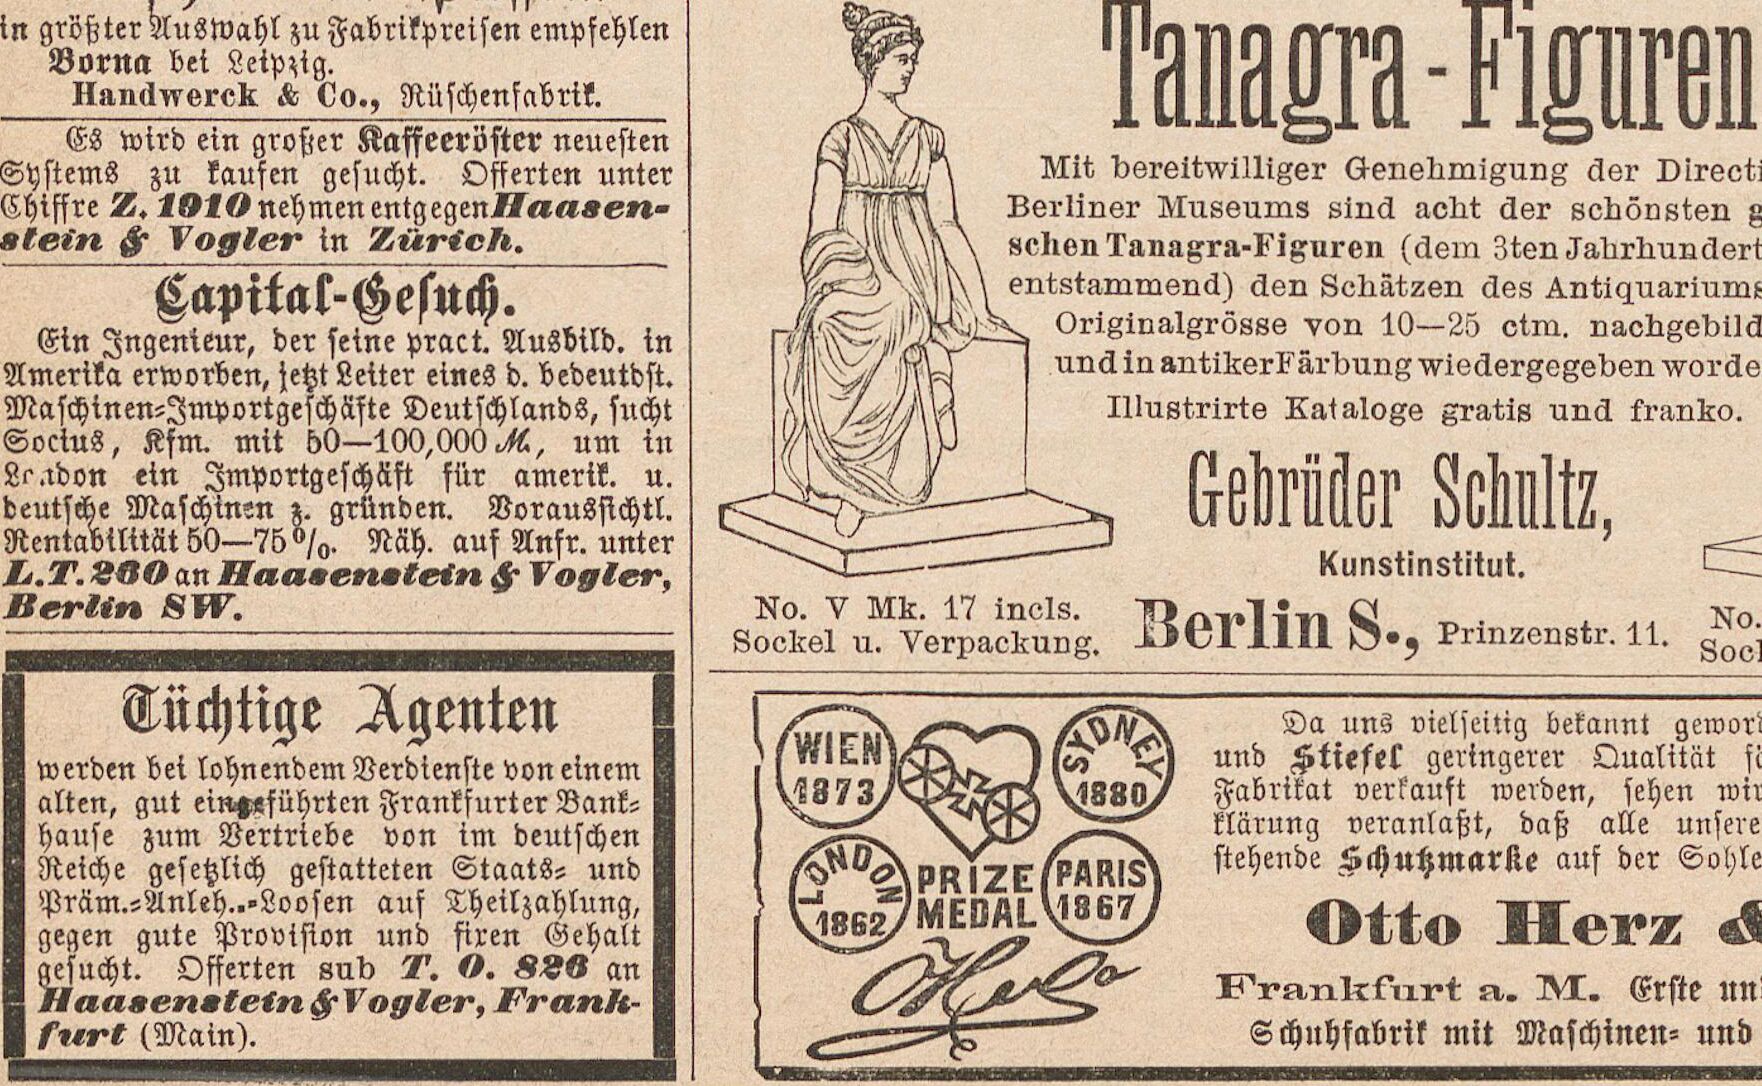 in größter Auswahl zu Fabrikpreisen empfehlen
Borna bei Leipzig.
Handwerck & Co., Rüschenfabrik.
Es wird ein großer Kaffeeröster neuesten
Systems zu kaufen gesucht. Offerten unter
Chiffre Z. 1910 nehmen entgegen Haasen-
stein & Vogler in Zürich.
Capital-Gesuch.
Ein Ingenieur, der seine pract. Ausbild. in
Amerika erworben, jetzt Leiter eines d. bedeutdst.
Maschinen-Importgeschäfte Deutschlands, sucht
Socius, Kfm. mit 50—100,000 M., um in
London ein Importgeschäft für amerik. u.
deutsche Maschinen z. gründen. Voraussichtl.
Rentabilität 50—75%. Näh. auf Anfr. unter
L.T. 260 an Haasenstein & Vogler,
Berlin SW.
Tüchtige Agenten
werden bei lohnendem Verdienste von einem
alten, gut eingeführten Frankfurter Bank-
hause zum Vertriebe von im deutschen
Reiche gesetzlich gestatteten Staats- und
Präm.-Anleh..-Loosen auf Theilzahlung,
gegen gute Provision und fixen Gehalt
gesucht. Offerten sub T. O. 826 an
Haasenstein & Vogler, Frank-
furt (Main).
Tanagra-Figuren
Mit bereitwilliger Genehmigung der Directi
Berliner Museums sind acht der schönsten g
schen Tanagra-Figuren (dem 3ten Jahrhundert
entstammend) den Schätzen des Antiquariums
Originalgrösse von 10—25 ctm. nachgebild
und in antiker Färbung wiedergegeben worde
Illustrirte Kataloge gratis und franko.
Gebrüder Schultz,
Kunstinstitut.
Berlin S., Prinzenstr. 11.
No. V Mk. 17 incls.
Sockel u. Verpackung.
No.
Sock
WIEN
1873
SYDNEY
1880
LONDON
1862
PRIZE
MEDAL
PARIS
1867
Herz
Da uns vielseitig bekannt geword
und Stiefel geringerer Qualität fü
Fabrikat verkauft werden, sehen wir
klärung veranlaßt, daß alle unsere
stehende Schutzmarke auf der Sohle
Otto Herz &
Frankfurt a. M. Erste un
Schuhfabrik mit Maschinen- und